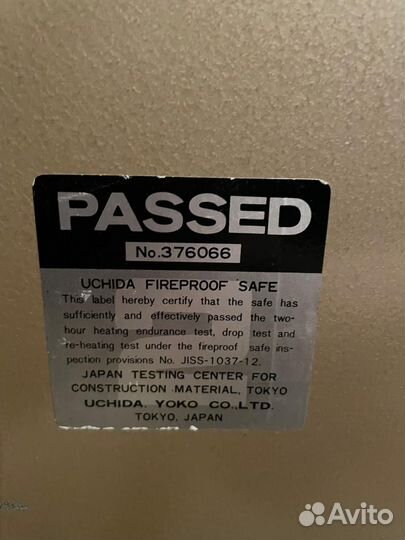 PASSED
No.376066
UCHIDA FIREPROOF SAFE
This label hereby certify that the safe has
sufficiently and effectively passed the two-
hour heating endurance test, drop test and
re-heating test under the fireproof safe ins-
pection provisions No. JISS-1037-12.
JAPAN TESTING CENTER FOR
CONSTRUCTION MATERIAL, TOKYO
UCHIDA, YOKO CO.,LTD.
TOKYO, JAPAN
Avito